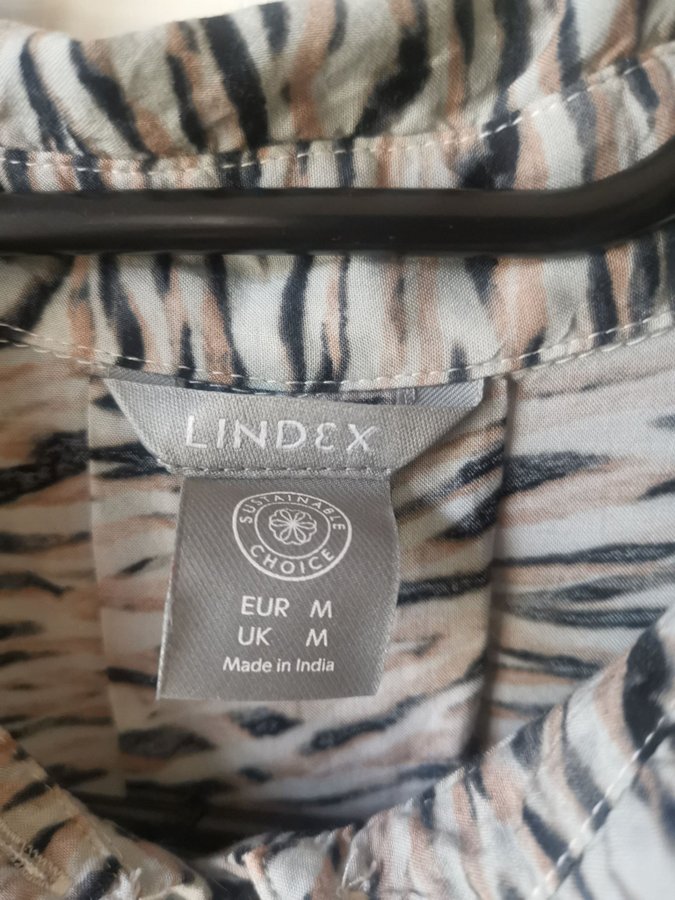 LINDEX
SUSTAINABLE
CHOICE
EUR M
UK M
Made in India